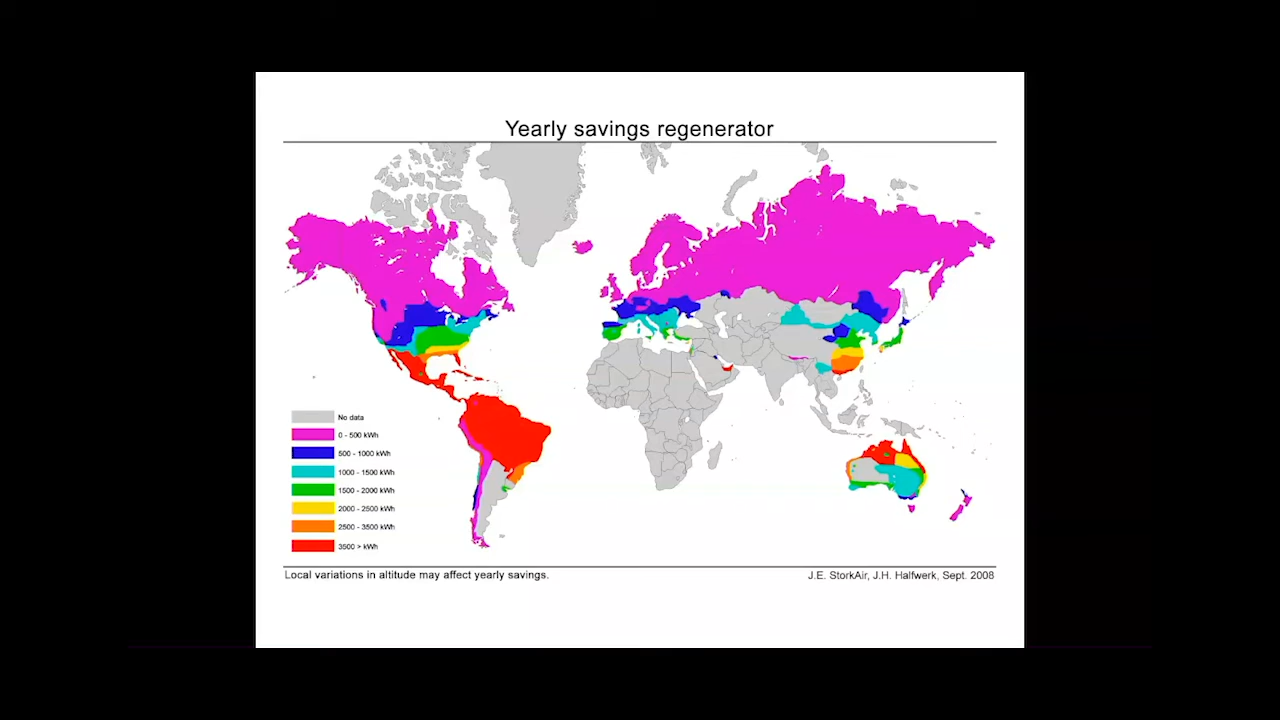 Yearly savings regenerator
No data
0 - 500 kWh
500 - 1000 kWh
1000 - 1500 kWh
1500 - 2000 kWh
2000 - 2500 kWh
2500 - 3500 kWh
3500 > kWh
Local variations in altitude may affect yearly savings.
J.E. StorkAir, J.H. Halfwerk, Sept. 2008